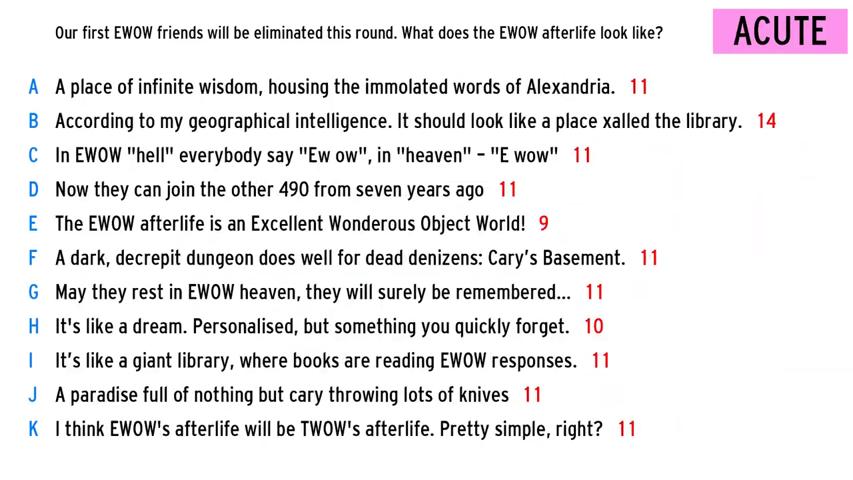 Our first EWOW friends will be eliminated this round. What does the EWOW afterlife look like?
ACUTE
A A place of infinite wisdom, housing the immolated words of Alexandria. 11
B According to my geographical intelligence. It should look like a place xalled the library. 14
C In EWOW "hell" everybody say "Ew ow", in "heaven" – "E wow" 11
D Now they can join the other 490 from seven years ago 11
E The EWOW afterlife is an Excellent Wonderous Object World! 9
F A dark, decrepit dungeon does well for dead denizens: Cary’s Basement. 11
G May they rest in EWOW heaven, they will surely be remembered... 11
H It's like a dream. Personalised, but something you quickly forget. 10
I It’s like a giant library, where books are reading EWOW responses. 11
J A paradise full of nothing but cary throwing lots of knives 11
K I think EWOW's afterlife will be TWOW's afterlife. Pretty simple, right? 11